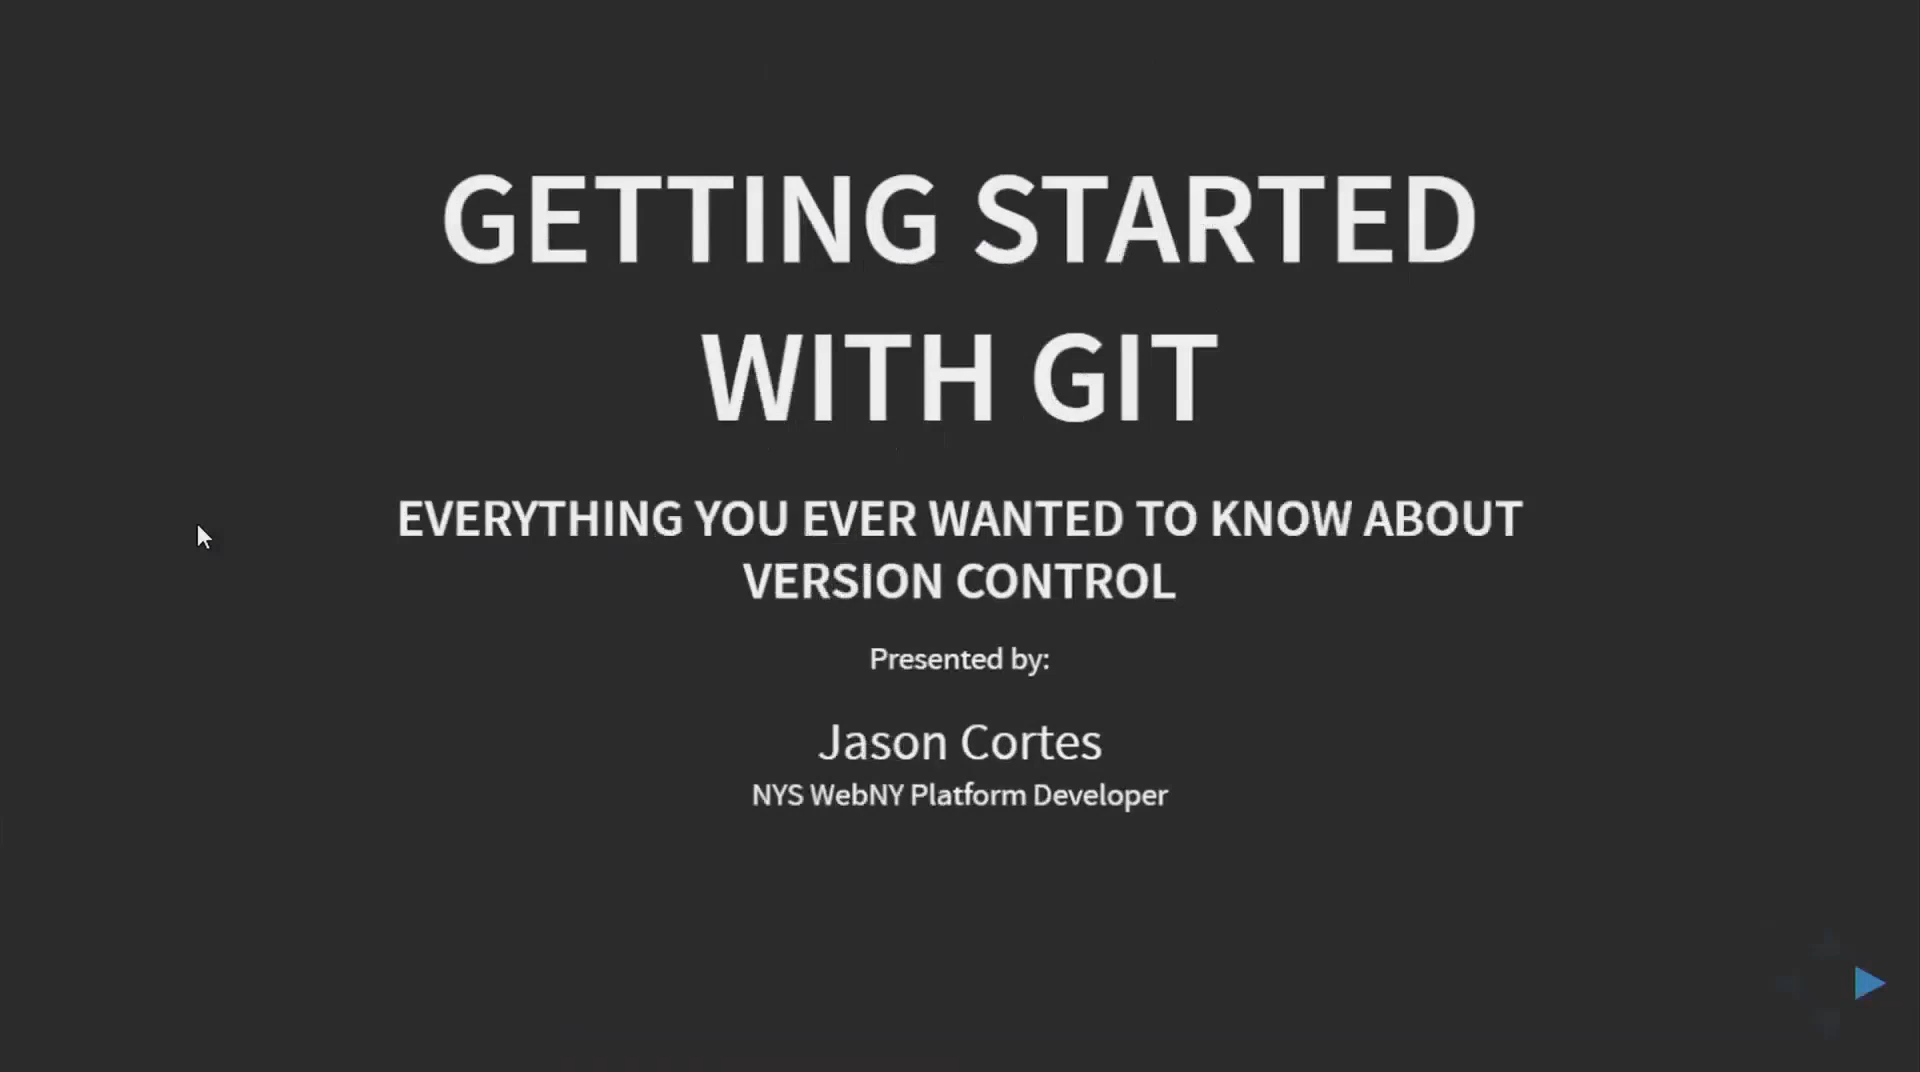 GETTING STARTED
WITH GIT
EVERYTHING YOU EVER WANTED TO KNOW ABOUT
VERSION CONTROL
Presented by:
Jason Cortes
NYS WebNY Platform Developer